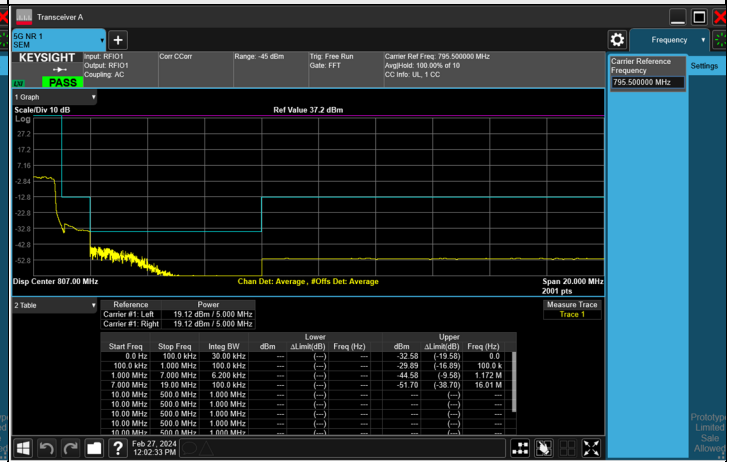 Transceiver A
5G NR 1
SEM
Frequency
KEYSIGHT
Input: RFIO1
Output: RFIO1
Coupling: AC
Corr CCorr
Range: -45 dBm
Trig: Free Run
Gate: FFT
Carrier Ref Freq: 795.500000 MHz
Avg|Hold: 100.00% of 10
CC Info: UL, 1 CC
LXI
PASS
Carrier Reference
Frequency
795.500000 MHz
Settings
1 Graph
Scale/Div 10 dB
Ref Value 37.2 dBm
Log
27.2
17.2
7.16
-2.84
-12.8
-22.8
-32.8
-42.8
-52.8
Disp Center 807.00 MHz
Chan Det: Average , #Offs Det: Average
Span 20.000 MHz
2001 pts
2 Table
Reference Power
Carrier #1: Left 19.12 dBm / 5.000 MHz
Carrier #1: Right 19.12 dBm / 5.000 MHz
Measure Trace
Trace 1
Lower Upper
Start Freq Stop Freq Integ BW dBm ΔLimit(dB) Freq (Hz) dBm ΔLimit(dB) Freq (Hz)
0.0 Hz 100.0 kHz 30.00 kHz --- (---) --- -32.58 (-19.58) 0.0
100.0 kHz 1.000 MHz 100.0 kHz --- (---) --- -29.89 (-16.89) 100.0 k
1.000 MHz 7.000 MHz 6.200 kHz --- (---) --- -44.58 (-9.58) 1.172 M
7.000 MHz 19.00 MHz 100.0 kHz --- (---) --- -51.70 (-38.70) 16.01 M
10.00 MHz 500.0 MHz 1.000 MHz --- (---) --- --- (---) ---
10.00 MHz 500.0 MHz 1.000 MHz --- (---) --- --- (---) ---
10.00 MHz 500.0 MHz 1.000 MHz --- (---) --- --- (---) ---
10.00 MHz 500.0 MHz 1.000 MHz --- (---) --- --- (---) ---
Feb 27, 2024
12:02:33 PM
Prototype
Limited
Sale
Allowed